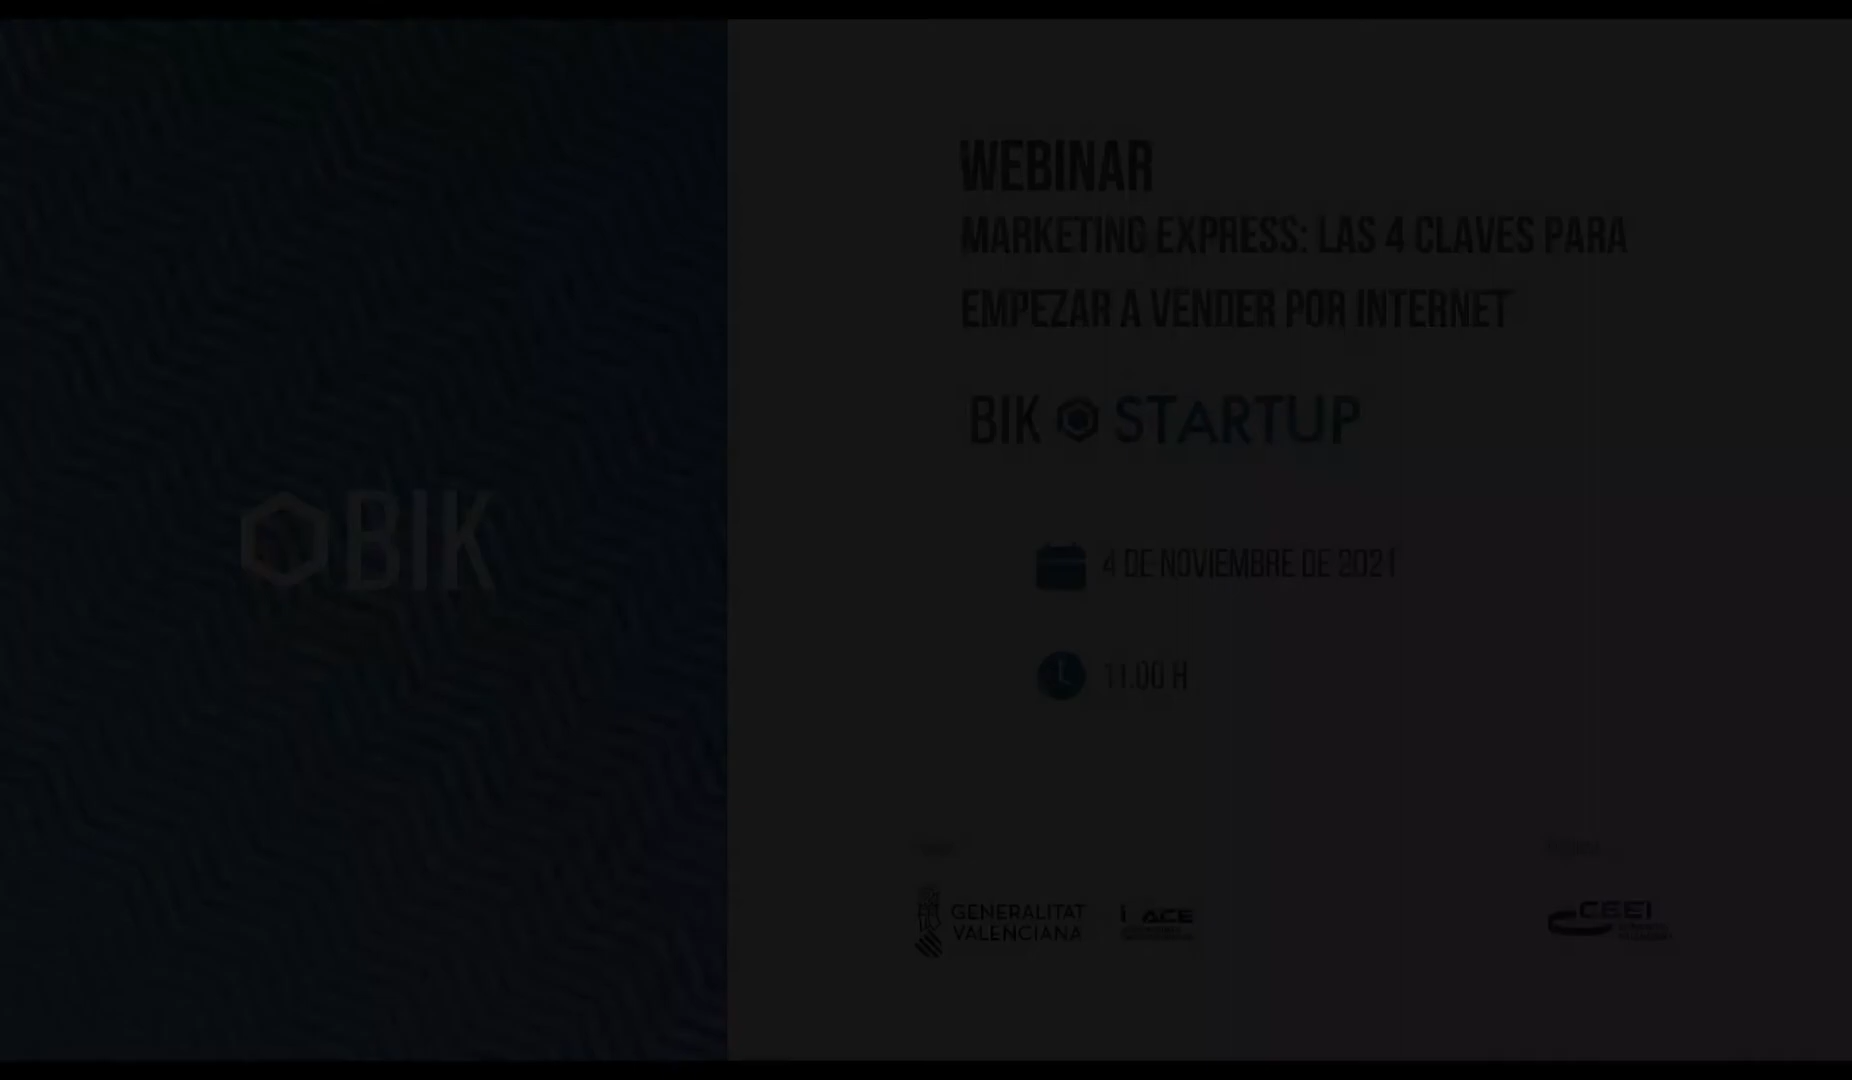 BIK
WEBINAR
MARKETING EXPRESS: LAS 4 CLAVES PARA
EMPEZAR A VENDER POR INTERNET
BIK STARTUP
4 DE NOVIEMBRE DE 2021
11.00 H
GENERALITAT
VALENCIANA
IVACE
CEEI